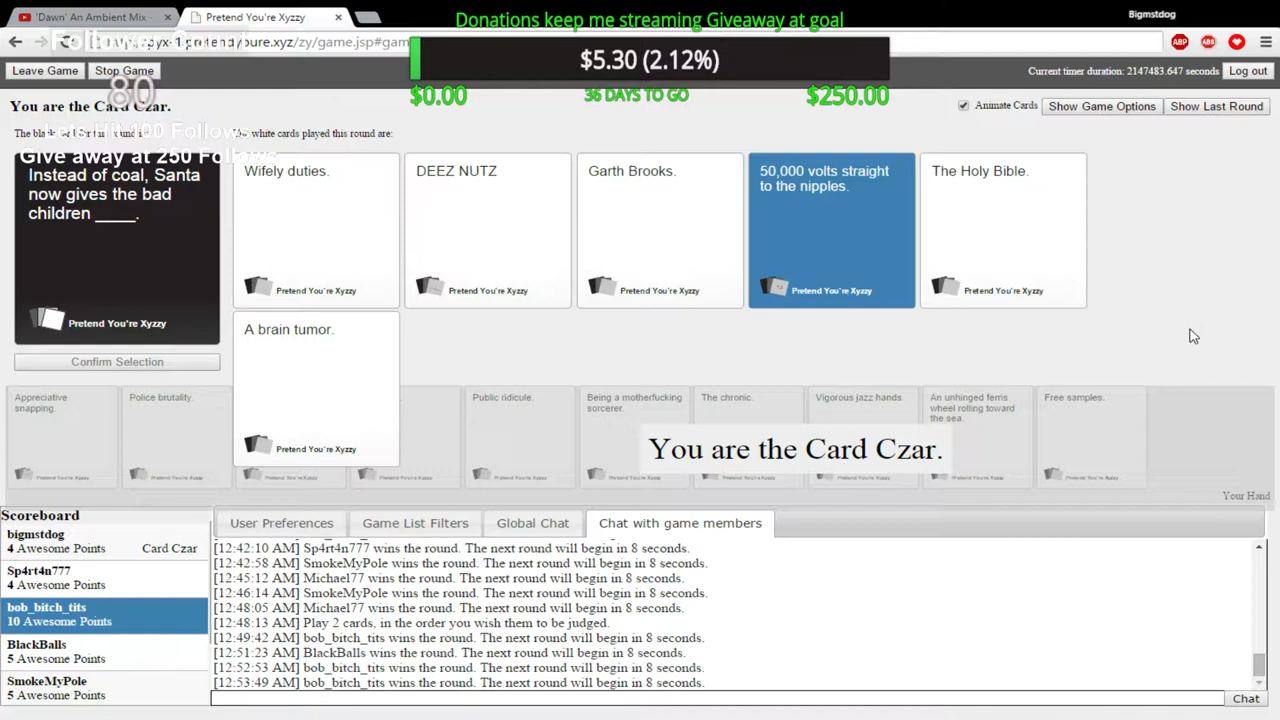 'Dawn' An Ambient Mix -
Pretend You're Xyzzy
Donations keep me streaming Giveaway at goal
Bigmstdog
$5.30 (2.12%)
$0.00
36 DAYS TO GO
$250.00
ABP
Leave Game
Stop Game
80
Current timer duration: 2147483.647 seconds
Log out
You are the Card Czar.
Animate Cards
Show Game Options
Show Last Round
Lets Hit 100 Follows
white cards played this round are:
Give away at 250 Follows
Instead of coal, Santa
now gives the bad
children _____.
Pretend You're Xyzzy
Wifely duties.
Pretend You're Xyzzy
DEEZ NUTZ
Pretend You're Xyzzy
Garth Brooks.
Pretend You're Xyzzy
50,000 volts straight
to the nipples.
Pretend You're Xyzzy
The Holy Bible.
Pretend You're Xyzzy
A brain tumor.
Pretend You're Xyzzy
Confirm Selection
Appreciative
snapping.
Police brutality.
Public ridicule.
Being a motherfucking
sorcerer.
The chronic.
Vigorous jazz hands
An unhinged ferris
wheel rolling toward
the sea.
Free samples.
You are the Card Czar.
Your Hand
Scoreboard
bigmstdog
4 Awesome Points Card Czar
Sp4rt4n777
4 Awesome Points
bob_bitch_tits
10 Awesome Points
BlackBalls
5 Awesome Points
SmokeMyPole
5 Awesome Points
User Preferences
Game List Filters
Global Chat
Chat with game members
[12:42:10 AM] Sp4rt4n777 wins the round. The next round will begin in 8 seconds.
[12:42:58 AM] SmokeMyPole wins the round. The next round will begin in 8 seconds.
[12:45:12 AM] Michael77 wins the round. The next round will begin in 8 seconds.
[12:46:14 AM] SmokeMyPole wins the round. The next round will begin in 8 seconds.
[12:48:05 AM] Michael77 wins the round. The next round will begin in 8 seconds.
[12:48:13 AM] Play 2 cards, in the order you wish them to be judged.
[12:49:42 AM] bob_bitch_tits wins the round. The next round will begin in 8 seconds.
[12:51:23 AM] BlackBalls wins the round. The next round will begin in 8 seconds.
[12:52:53 AM] bob_bitch_tits wins the round. The next round will begin in 8 seconds.
[12:53:49 AM] bob_bitch_tits wins the round. The next round will begin in 8 seconds.
Chat